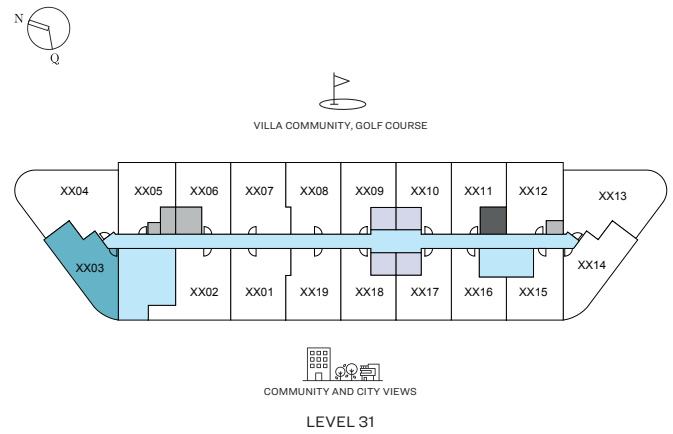 N
Q
VILLA COMMUNITY, GOLF COURSE
XX04 XX05 XX06 XX07 XX08 XX09 XX10 XX11 XX12 XX13
XX03 XX14
XX02 XX01 XX19 XX18 XX17 XX16 XX15
COMMUNITY AND CITY VIEWS
LEVEL 31